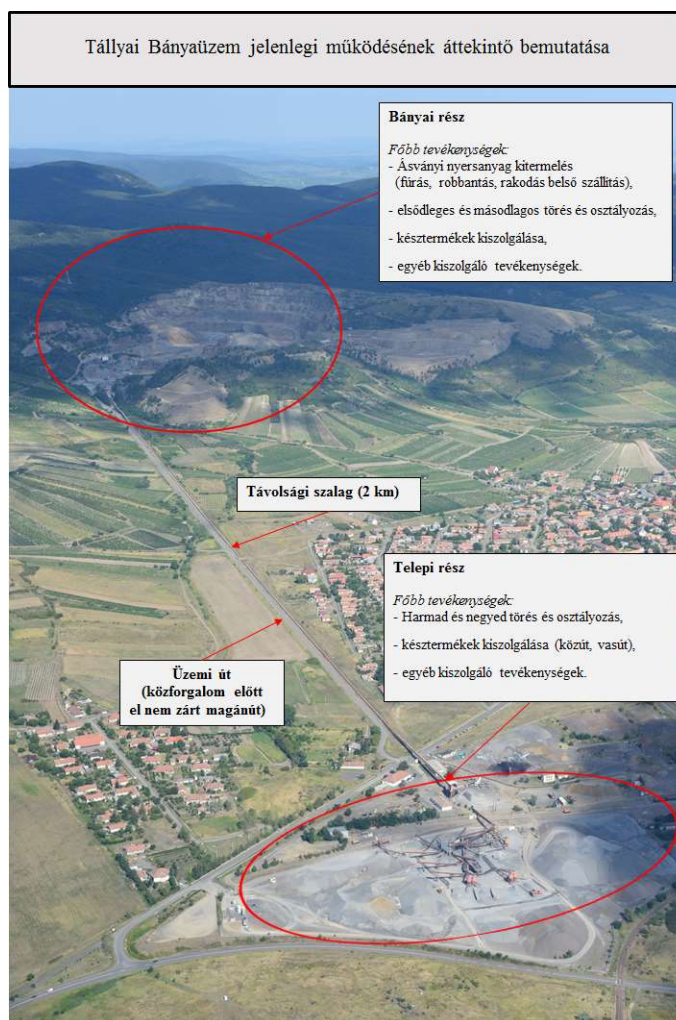 Tállyai Bányaüzem jelenlegi működésének áttekintő bemutatása
Bányai rész
Főbb tevékenységek:
- Ásványi nyersanyag kitermelés
(fúrás, robbantás, rakodás belső szállítás),
- elsődleges és másodlagos törés és osztályozás,
- késztermékek kiszolgálása,
- egyéb kiszolgáló tevékenységek.
Távolsági szalag (2 km)
Telepi rész
Főbb tevékenységek:
- Harmad és negyed törés és osztályozás,
- késztermékek kiszolgálása (közút, vasút),
- egyéb kiszolgáló tevékenységek.
Üzemi út
(közforgalom előtt
el nem zárt magánút)